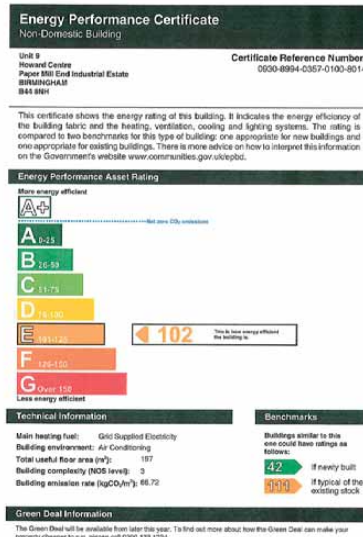 Energy Performance Certificate
Non-Domestic Building
Unit 9
Howard Centre
Paper Mill End Industrial Estate
BIRMINGHAM
B44 8NH
Certificate Reference Number
0930-8994-0357-0100-8014
This certificate shows the energy rating of this building. It indicates the energy efficiency of
the building fabric and the heating, ventilation, cooling and lighting systems. The rating is
compared to two benchmarks for this type of building: one appropriate for new buildings and
one appropriate for existing buildings. There is more advice on how to interpret this information
on the Government's website www.communities.gov.uk/epbd.
Energy Performance Asset Rating
More energy efficient
A+
Net zero CO₂ emissions
A 0-25
B 26-50
C 51-75
D 76-100
E 101-125
102
This is how energy efficient
the building is.
F 126-150
G Over 150
Less energy efficient
Technical Information
Main heating fuel: Grid Supplied Electricity
Building environment: Air Conditioning
Total useful floor area (m²): 197
Building complexity (NOS level): 3
Building emission rate (kgCO₂/m²): 66.72
Benchmarks
Buildings similar to this
one could have ratings as
follows:
42 If newly built
If typical of the
existing stock
Green Deal Information
The Green Deal will be available from later this year. To find out more about how the Green Deal can make your